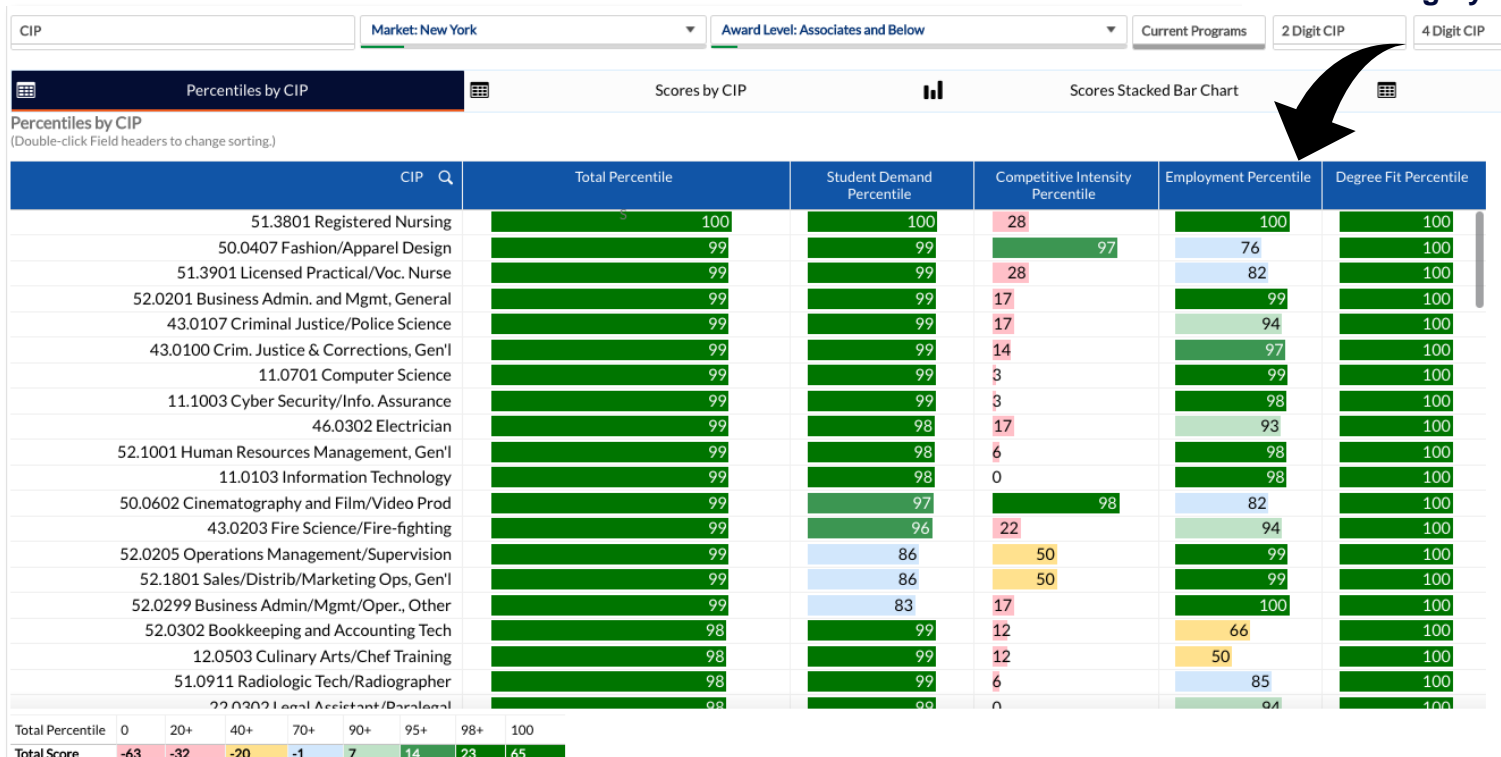 CIP
Market: New York
Award Level: Associates and Below
Current Programs
2 Digit CIP
4 Digit CIP
Percentiles by CIP
Scores by CIP
Scores Stacked Bar Chart
Percentiles by CIP
(Double-click Field headers to change sorting.)
CIP Total Percentile Student Demand Percentile Competitive Intensity Percentile Employment Percentile Degree Fit Percentile
51.3801 Registered Nursing 100 100 28 100 100
50.0407 Fashion/Apparel Design 99 99 97 76 100
51.3901 Licensed Practical/Voc. Nurse 99 99 28 82 100
52.0201 Business Admin. and Mgmt, General 99 99 17 99 100
43.0107 Criminal Justice/Police Science 99 99 17 94 100
43.0100 Crim. Justice & Corrections, Gen'l 99 99 14 97 100
11.0701 Computer Science 99 99 3 99 100
11.1003 Cyber Security/Info. Assurance 99 99 3 98 100
46.0302 Electrician 99 98 17 93 100
52.1001 Human Resources Management, Gen'l 99 98 6 98 100
11.0103 Information Technology 99 98 0 98 100
50.0602 Cinematography and Film/Video Prod 99 97 98 82 100
43.0203 Fire Science/Fire-fighting 99 96 22 94 100
52.0205 Operations Management/Supervision 99 86 50 99 100
52.1801 Sales/Distrib/Marketing Ops, Gen'l 99 86 50 99 100
52.0299 Business Admin/Mgmt/Oper., Other 99 83 17 100 100
52.0302 Bookkeeping and Accounting Tech 98 99 12 66 100
12.0503 Culinary Arts/Chef Training 98 99 12 50 100
51.0911 Radiologic Tech/Radiographer 98 99 6 85 100
22.0302 Legal Assistant/Paralegal 98 99 0 94 100
Total Percentile 0 20+ 40+ 70+ 90+ 95+ 98+ 100
Total Score -63 -32 -20 -1 7 14 23 65